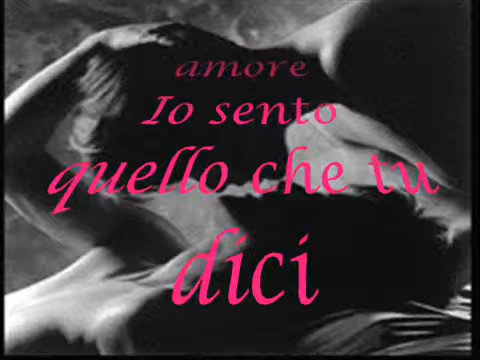 amore
Io sento
quello che tu
dici